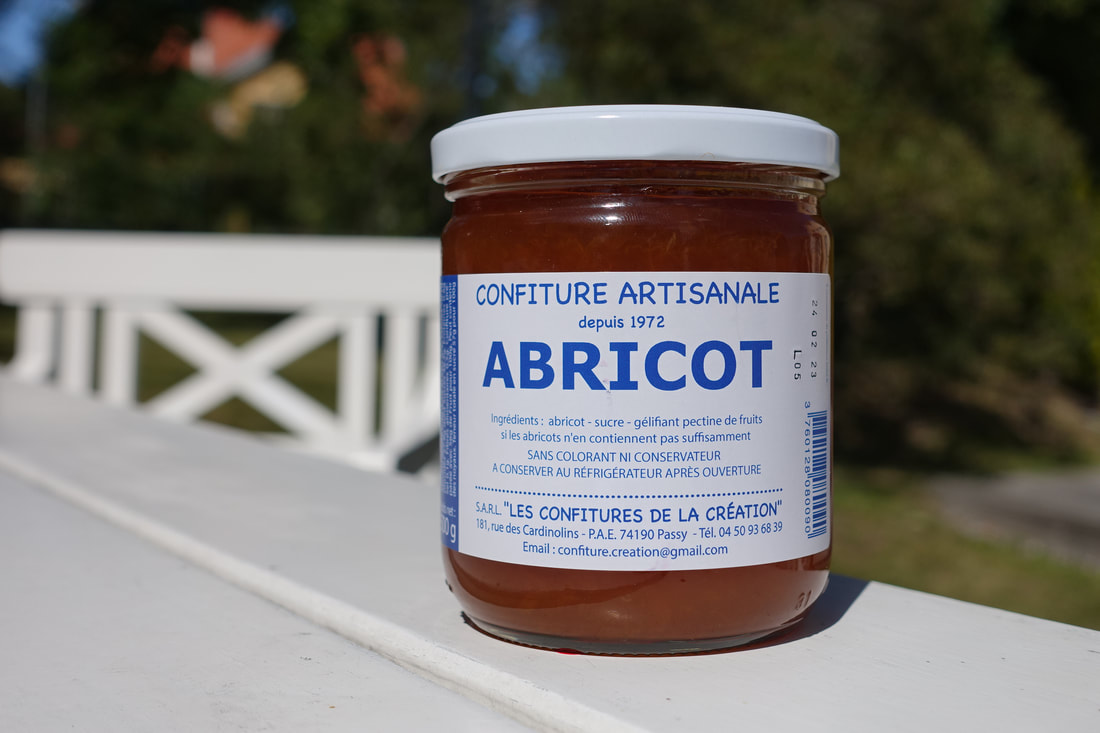 CONFITURE ARTISANALE
depuis 1972
ABRICOT
Ingrédients : abricot - sucre - gélifiant pectine de fruits
si les abricots n'en contiennent pas suffisamment
SANS COLORANT NI CONSERVATEUR
A CONSERVER AU RÉFRIGÉRATEUR APRÈS OUVERTURE
S.A.R.L. "LES CONFITURES DE LA CRÉATION"
181, rue des Cardinolins - P.A.E. 74190 Passy - Tél. 04 50 93 68 39
Email : confiture.creation@gmail.com
24 02 23
L05
3760128080090